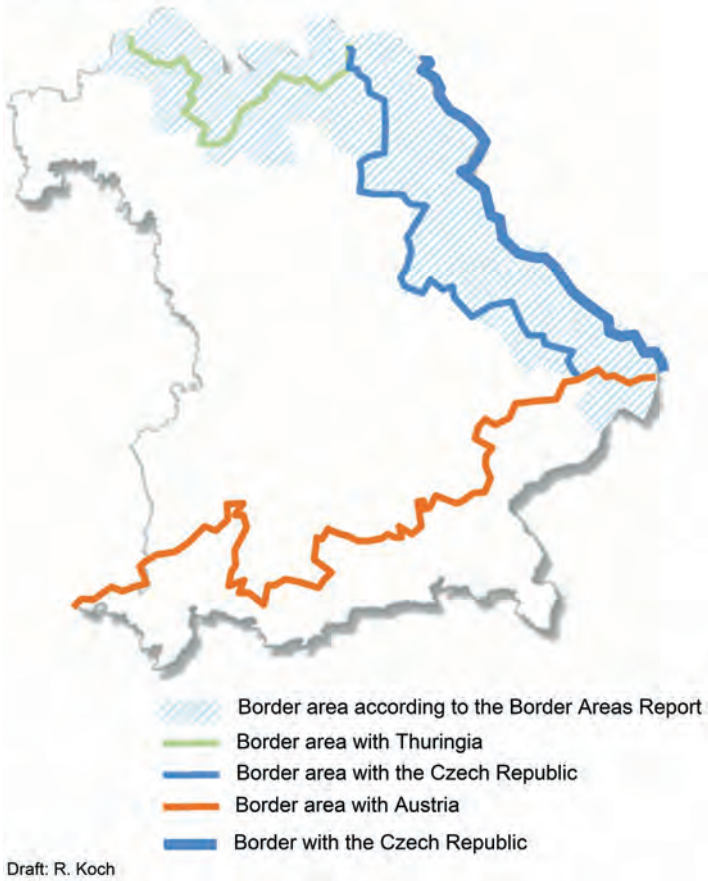 Border area according to the Border Areas Report
Border area with Thuringia
Border area with the Czech Republic
Border area with Austria
Border with the Czech Republic
Draft: R. Koch